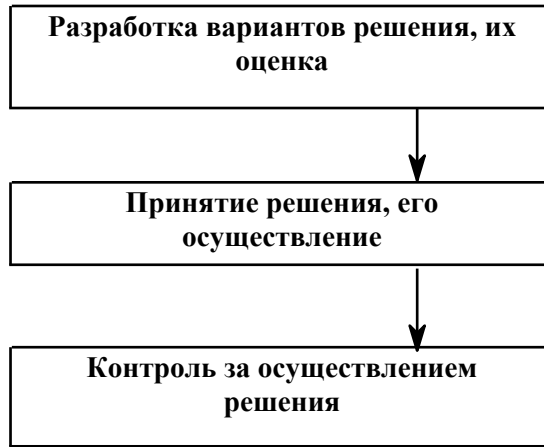 Разработка вариантов решения, их
оценка
Принятие решения, его
осуществление
Контроль за осуществлением
решения